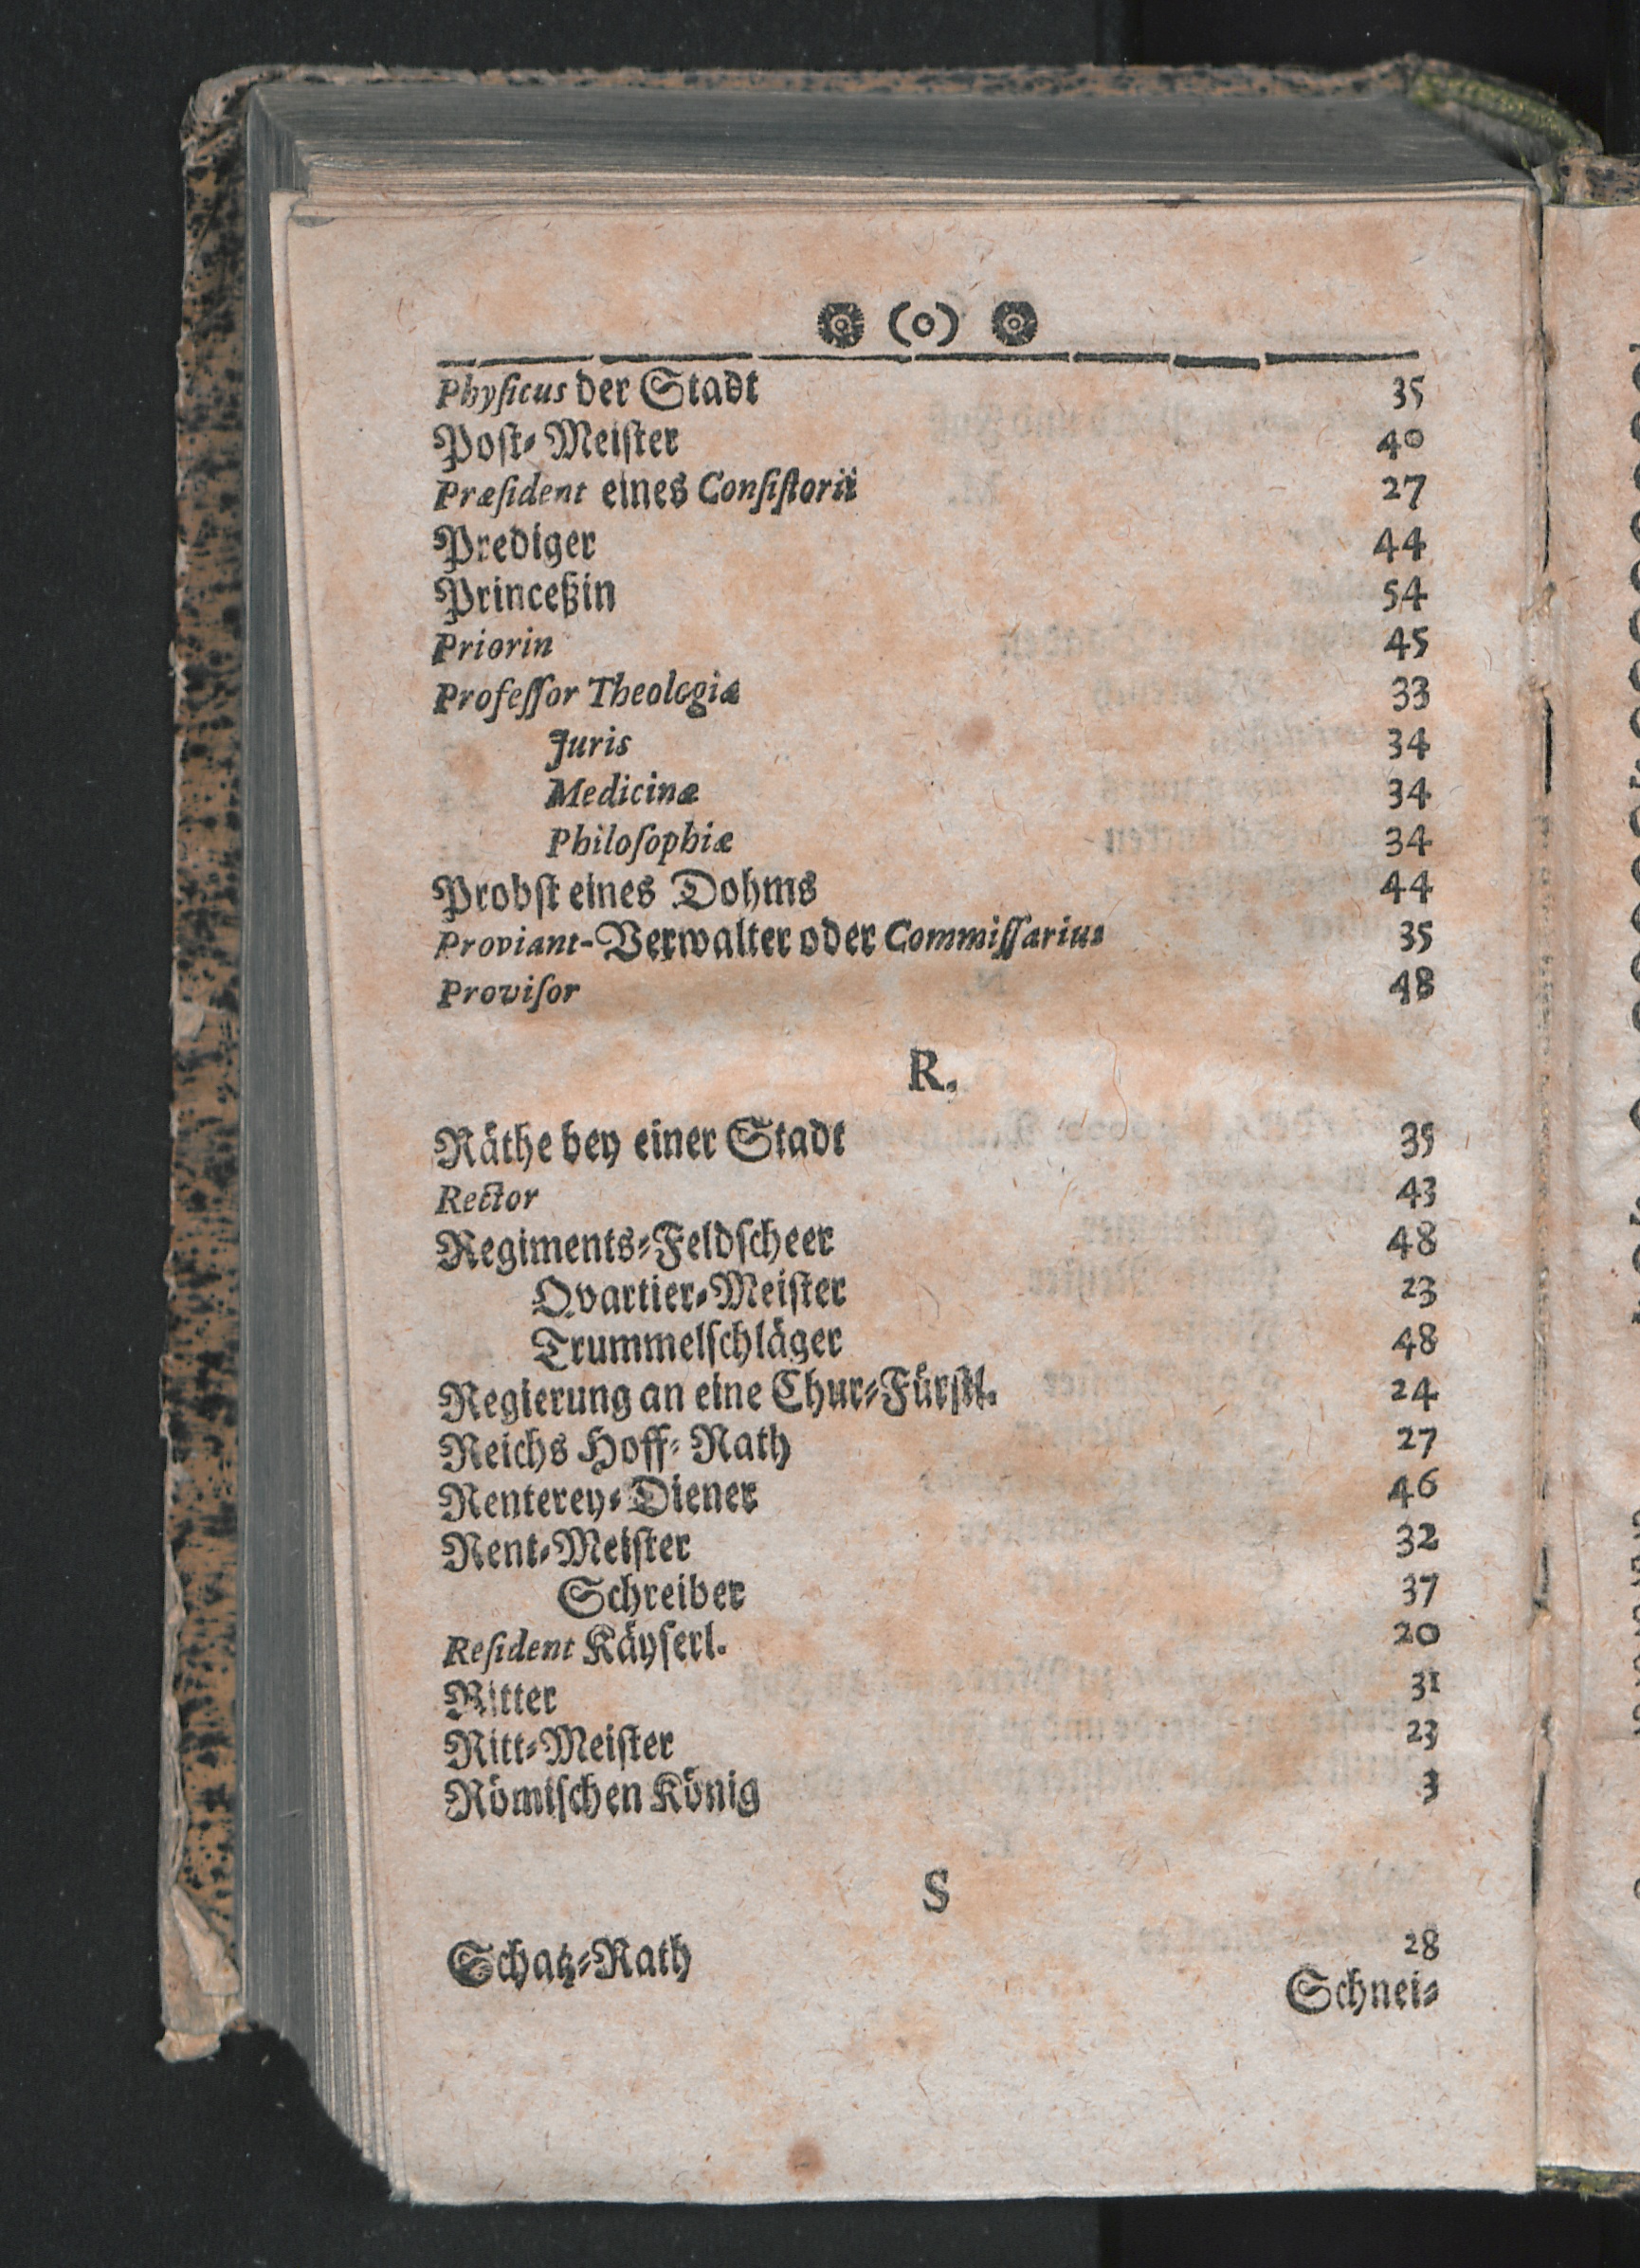 (o)
Phyſicus der Stadt 35
Poſt⸗Meiſter 40
Præſident eines Conſiſtorii 27
Prediger 44
Princeßin 54
Priorin 45
Profeſſor Theologiæ 33
Juris 34
Medicinæ 34
Philoſophiæ 34
Probſt eines Dohms 44
Proviant-Verwalter oder Commiſſarius 35
Proviſor 48
R.
Räthe bey einer Stadt 35
Rector 43
Regiments⸗Feldſcheer 48
Qvartier⸗Meiſter 23
Trummelſchläger 48
Regierung an eine Chur⸗Fürſtl. 24
Reichs Hoff⸗Rath 27
Renterey⸗Diener 46
Rent⸗Meiſter 32
Schreiber 37
Reſident Käyſerl. 20
Ritter 31
Ritt⸗Meiſter 23
Römiſchen König 3
S
Schatz⸗Rath 28
Schnei⸗